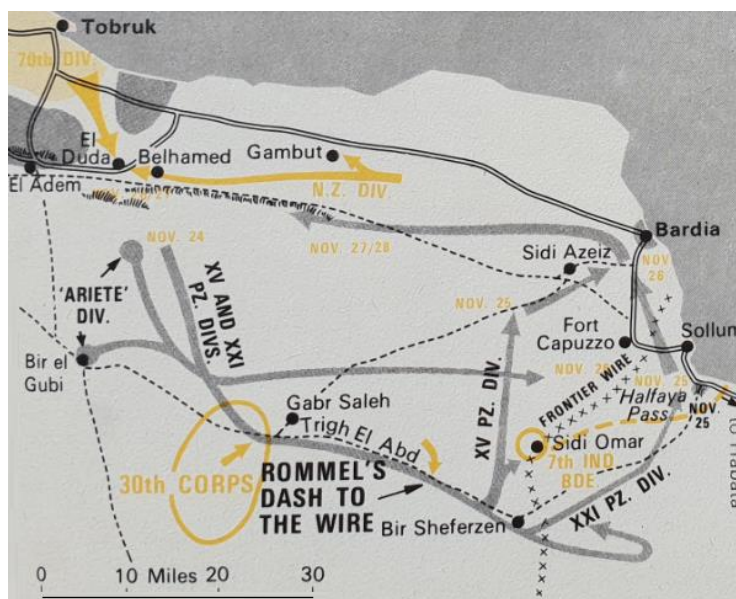 Tobruk
70th DIV.
El
Duda
Belhamed
Gambut
El Adem
N.Z. DIV.
NOV. 24
NOV. 27/28
Bardia
Sidi Azeiz
NOV.
26
'ARIETE'
DIV.
XV AND XXI
PZ. DIVS.
NOV. 25
Fort
Capuzzo
Sollum
Bir el
Gubi
FRONTIER WIRE
Halfaya
Pass
NOV.
25
Gabr Saleh
Trigh El Abd
XV PZ. DIV.
Sidi Omar
7th IND
BDE
30th CORPS
ROMMEL'S
DASH TO
THE WIRE
Bir Sheferzen
XXI PZ. DIV.
0 10 Miles 20 30